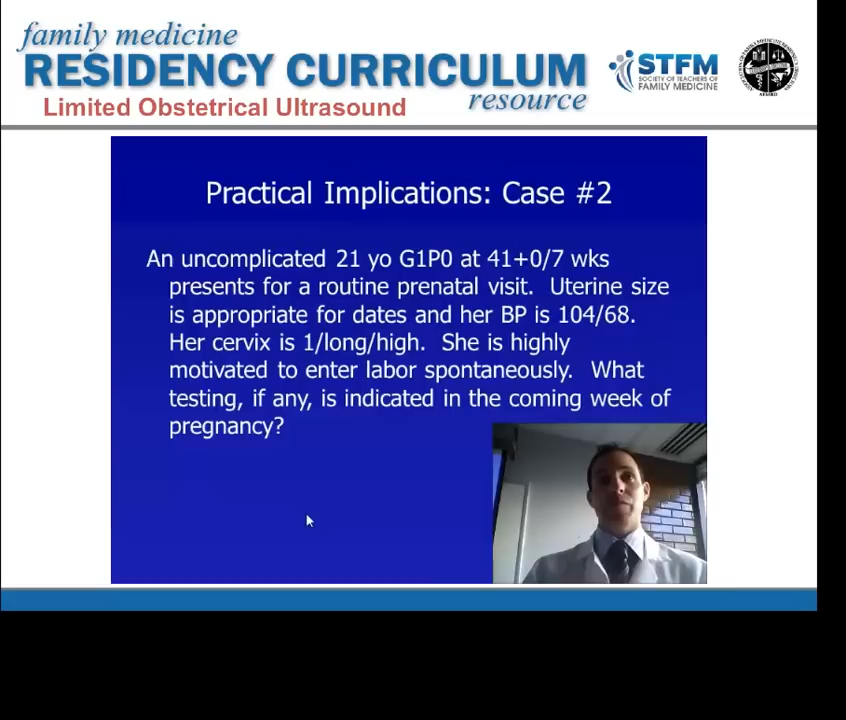 family medicine
RESIDENCY CURRICULUM
resource
Limited Obstetrical Ultrasound
STFM
SOCIETY OF TEACHERS OF
FAMILY MEDICINE
Practical Implications: Case #2
An uncomplicated 21 yo G1P0 at 41+0/7 wks
presents for a routine prenatal visit. Uterine size
is appropriate for dates and her BP is 104/68.
Her cervix is 1/long/high. She is highly
motivated to enter labor spontaneously. What
testing, if any, is indicated in the coming week of
pregnancy?